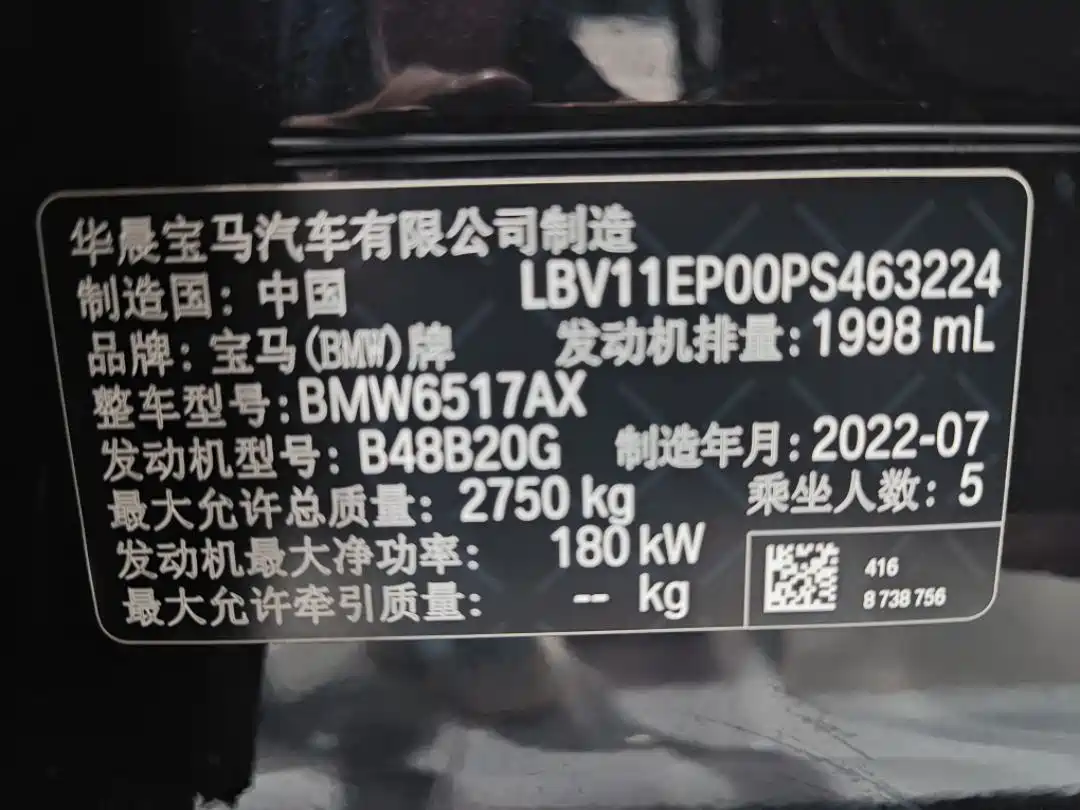 华晨宝马汽车有限公司制造
制造国：中国 LBV11EP00PS463224
品牌：宝马(BMW)牌 发动机排量：1998 mL
整车型号：BMW6517AX
发动机型号：B48B20G 制造年月：2022-07
最大允许总质量：2750 kg 乘坐人数：5
发动机最大净功率：180 kW
最大允许牵引质量：-- kg
416
8 738 756